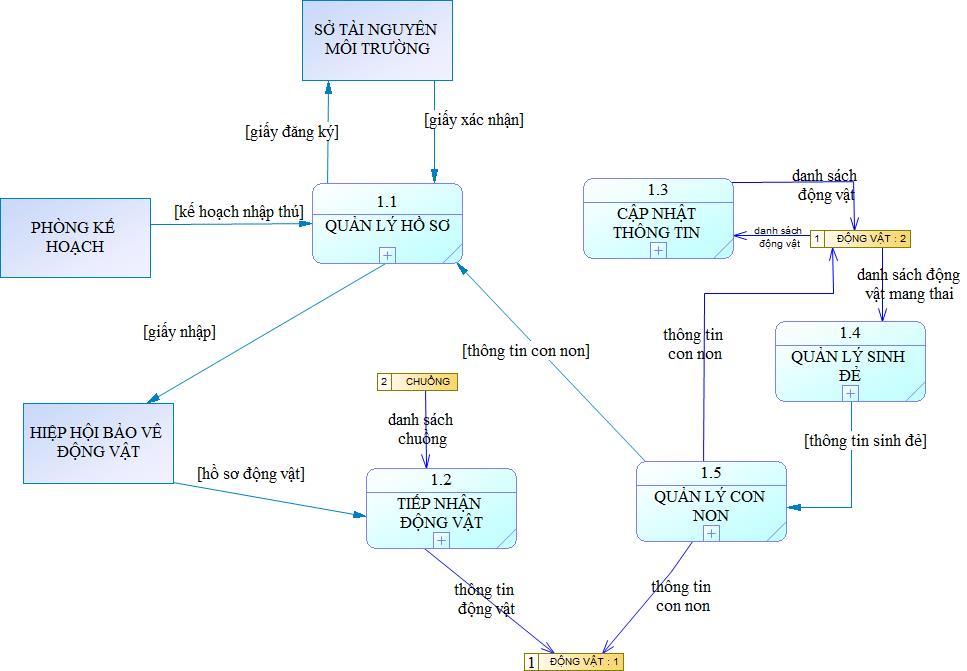 SỞ TÀI NGUYÊN
MÔI TRƯỜNG
[giấy đăng ký]
[giấy xác nhận]
PHÒNG KẾ
HOẠCH
[kế hoạch nhập thú]
1.1
QUẢN LÝ HỒ SƠ
1.3
CẬP NHẬT
THÔNG TIN
danh sách
động vật
danh sách
động vật
1 ĐỘNG VẬT : 2
danh sách động
vật mang thai
[giấy nhập]
[thông tin con non]
thông tin
con non
1.4
QUẢN LÝ SINH
ĐẺ
2 CHUỒNG
danh sách
chuồng
HIỆP HỘI BẢO VÊ
ĐỘNG VẬT
[hồ sơ động vật]
[thông tin sinh đẻ]
1.2
TIẾP NHẬN
ĐỘNG VẬT
1.5
QUẢN LÝ CON
NON
thông tin
động vật
thông tin
con non
1 ĐỘNG VẬT : 1